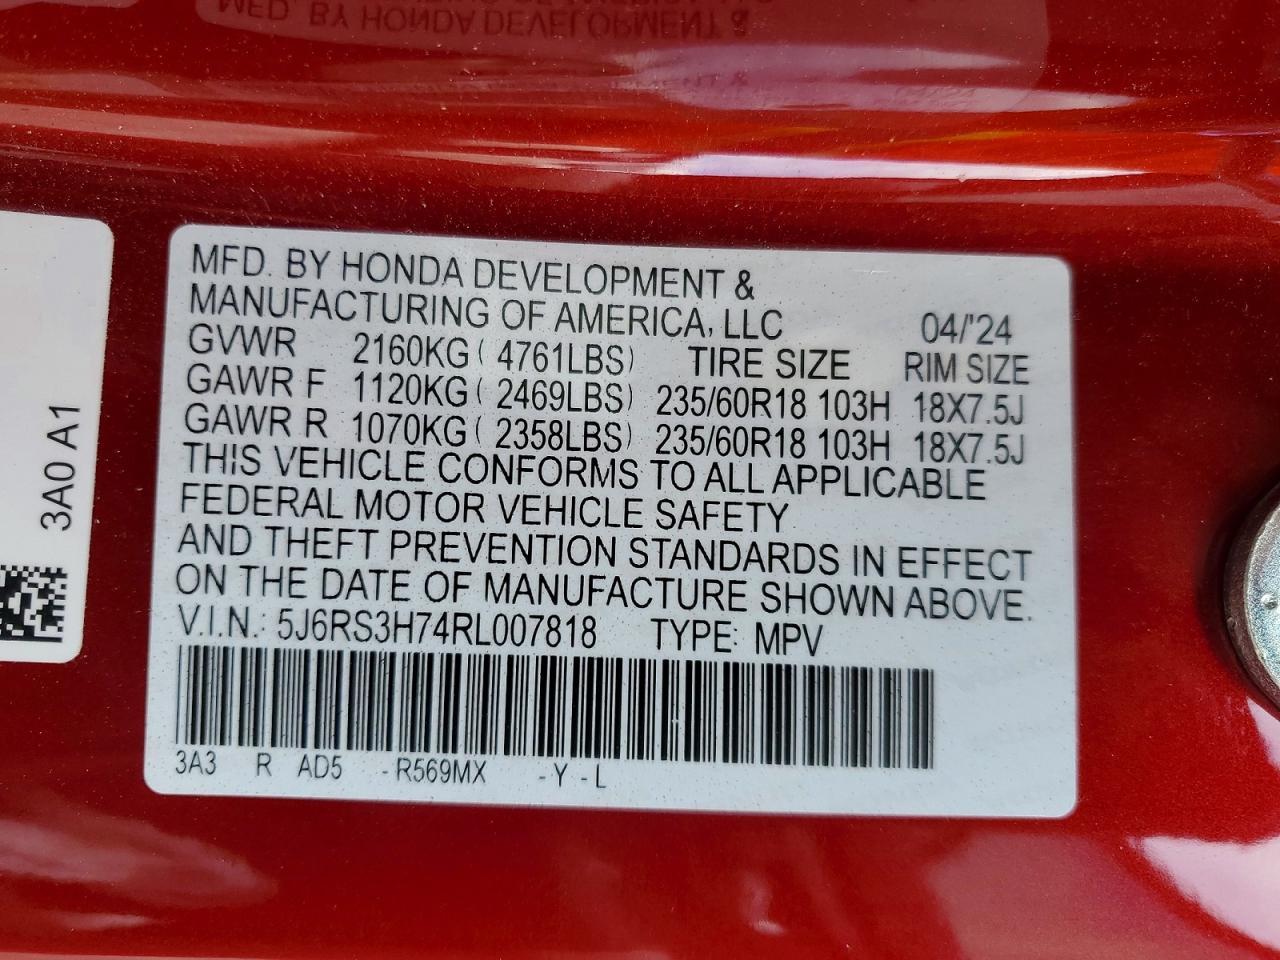 MFD. BY HONDA DEVELOPMENT &
MANUFACTURING OF AMERICA, LLC 04/'24
GVWR 2160KG ( 4761LBS) TIRE SIZE RIM SIZE
GAWR F 1120KG ( 2469LBS) 235/60R18 103H 18X7.5J
GAWR R 1070KG ( 2358LBS) 235/60R18 103H 18X7.5J
THIS VEHICLE CONFORMS TO ALL APPLICABLE
FEDERAL MOTOR VEHICLE SAFETY
AND THEFT PREVENTION STANDARDS IN EFFECT
ON THE DATE OF MANUFACTURE SHOWN ABOVE.
V.I.N.: 5J6RS3H74RL007818 TYPE: MPV
3A3 R AD5 -R569MX -Y -L
3A0 A1